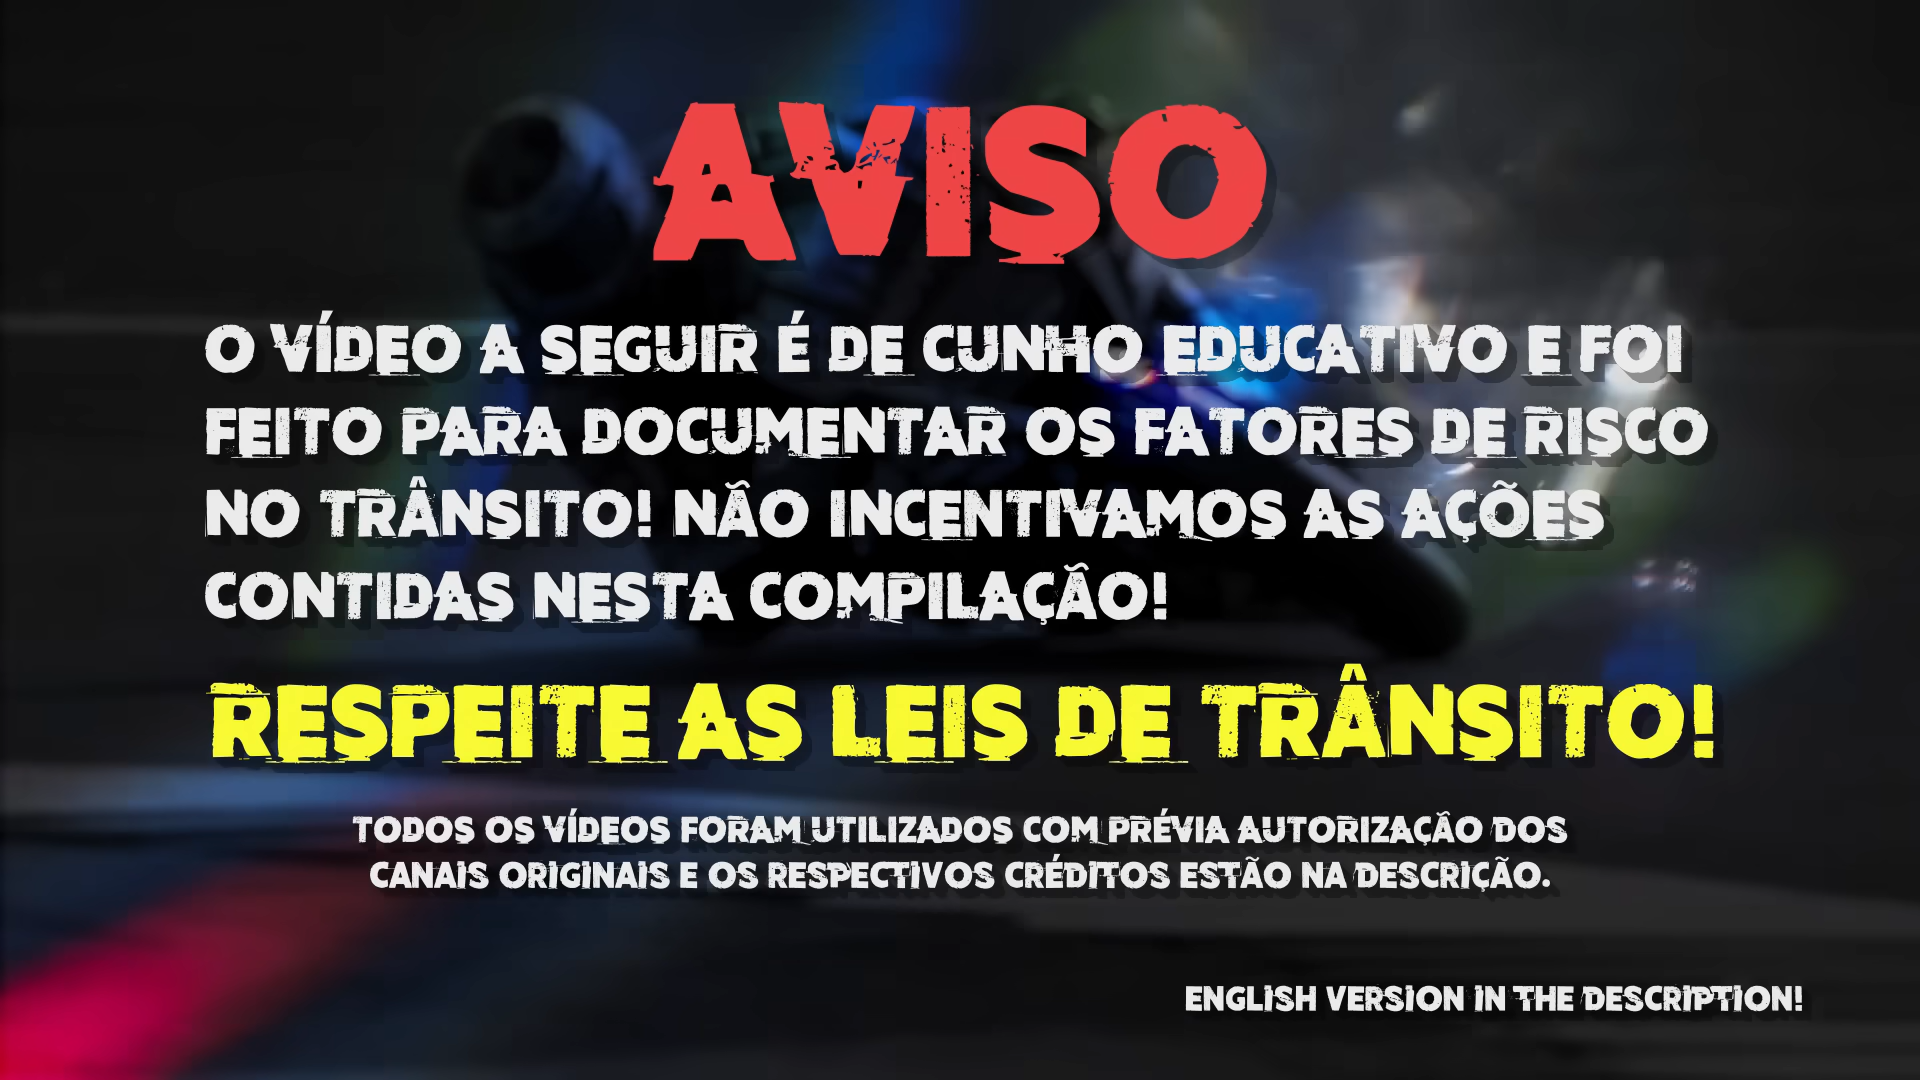 AVISO
O VÍDEO A SEGUIR É DE CUNHO EDUCATIVO E FOI
FEITO PARA DOCUMENTAR OS FATORES DE RISCO
NO TRÂNSITO! NÃO INCENTIVAMOS AS AÇÕES
CONTIDAS NESTA COMPILAÇÃO!
RESPEITE AS LEIS DE TRÂNSITO!
TODOS OS VÍDEOS FORAM UTILIZADOS COM PRÉVIA AUTORIZAÇÃO DOS
CANAIS ORIGINAIS E OS RESPECTIVOS CRÉDITOS ESTÃO NA DESCRIÇÃO.
ENGLISH VERSION IN THE DESCRIPTION!